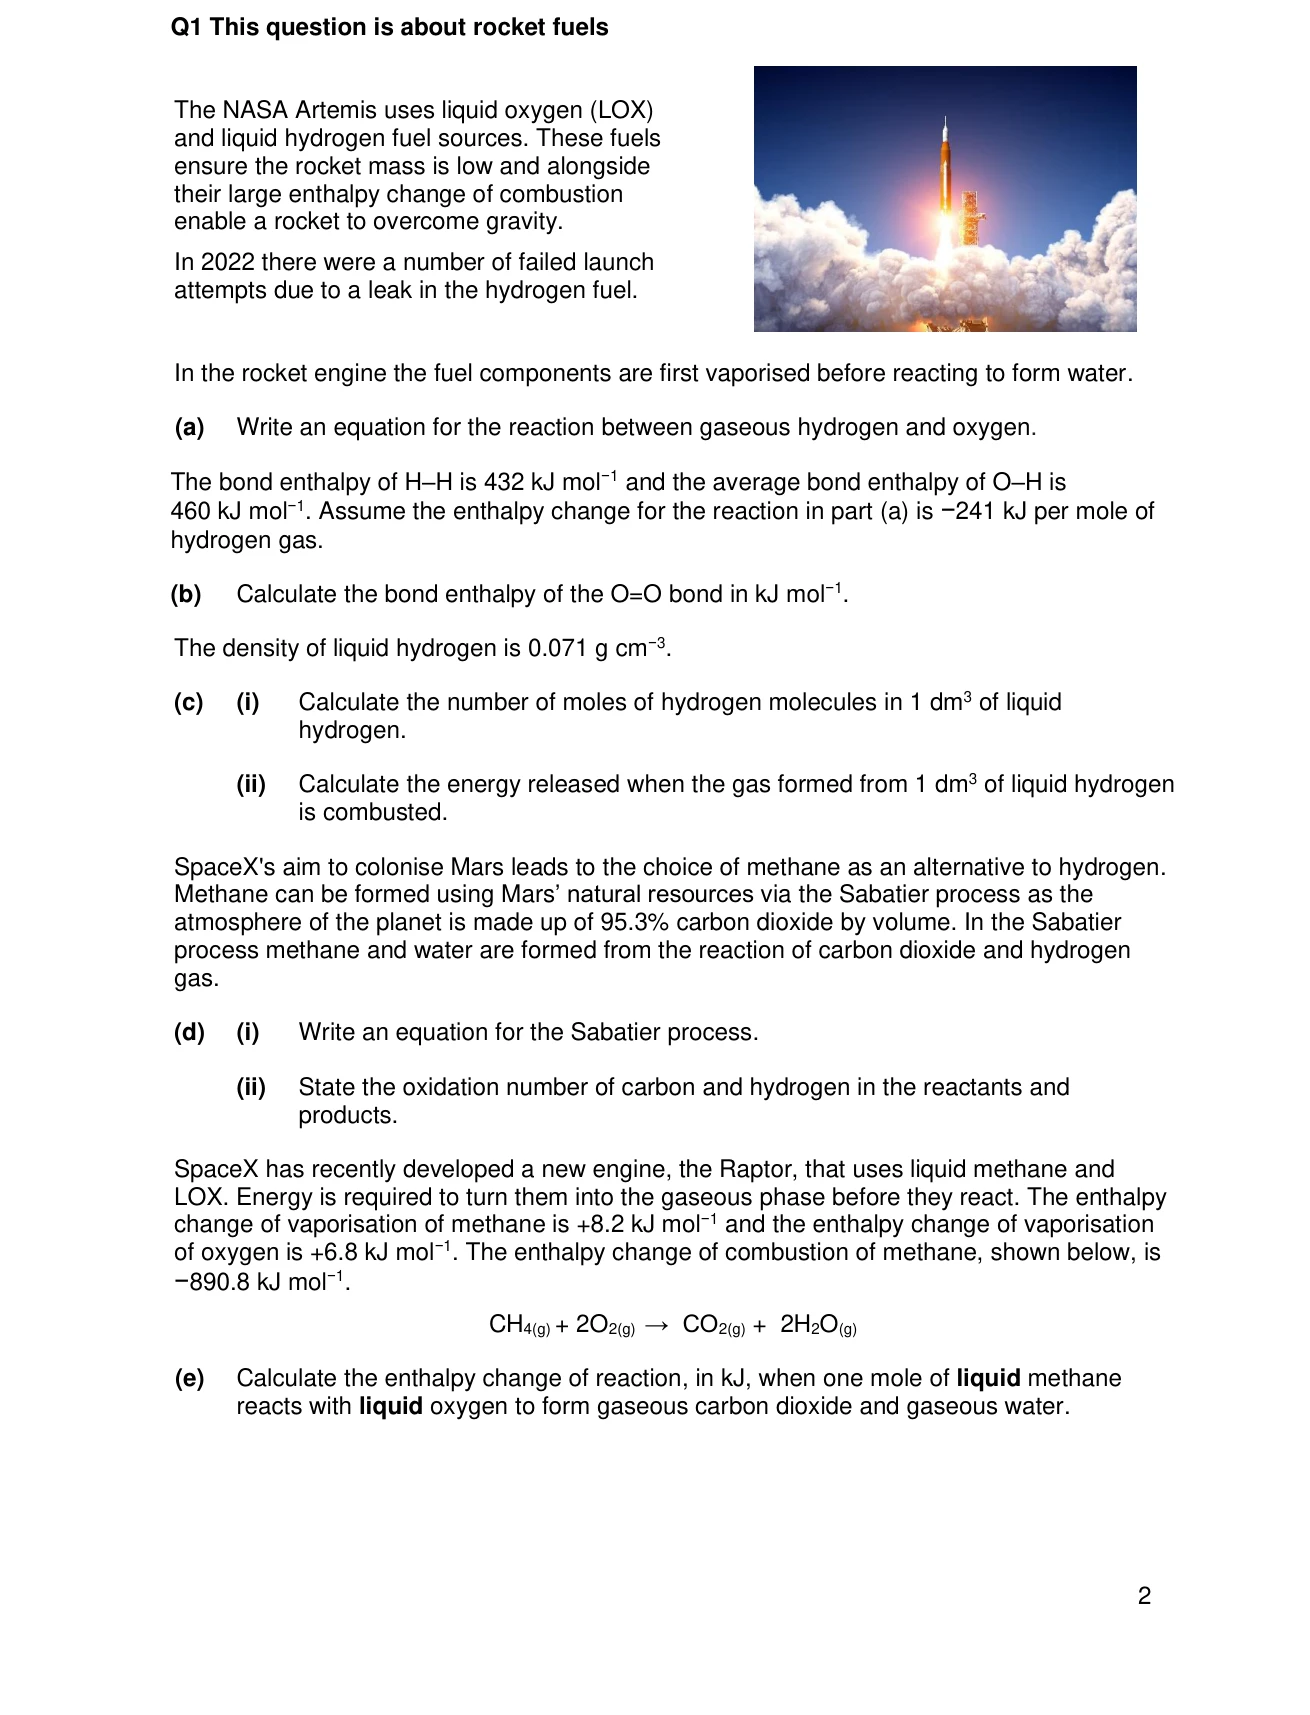 Q1 This question is about rocket fuels
The NASA Artemis uses liquid oxygen (LOX)
and liquid hydrogen fuel sources. These fuels
ensure the rocket mass is low and alongside
their large enthalpy change of combustion
enable a rocket to overcome gravity.
In 2022 there were a number of failed launch
attempts due to a leak in the hydrogen fuel.
In the rocket engine the fuel components are first vaporised before reacting to form water.
(a) Write an equation for the reaction between gaseous hydrogen and oxygen.
The bond enthalpy of H–H is 432 kJ mol⁻¹ and the average bond enthalpy of O–H is
460 kJ mol⁻¹. Assume the enthalpy change for the reaction in part (a) is −241 kJ per mole of
hydrogen gas.
(b) Calculate the bond enthalpy of the O=O bond in kJ mol⁻¹.
The density of liquid hydrogen is 0.071 g cm⁻³.
(c) (i) Calculate the number of moles of hydrogen molecules in 1 dm³ of liquid
hydrogen.
(ii) Calculate the energy released when the gas formed from 1 dm³ of liquid hydrogen
is combusted.
SpaceX's aim to colonise Mars leads to the choice of methane as an alternative to hydrogen.
Methane can be formed using Mars’ natural resources via the Sabatier process as the
atmosphere of the planet is made up of 95.3% carbon dioxide by volume. In the Sabatier
process methane and water are formed from the reaction of carbon dioxide and hydrogen
gas.
(d) (i) Write an equation for the Sabatier process.
(ii) State the oxidation number of carbon and hydrogen in the reactants and
products.
SpaceX has recently developed a new engine, the Raptor, that uses liquid methane and
LOX. Energy is required to turn them into the gaseous phase before they react. The enthalpy
change of vaporisation of methane is +8.2 kJ mol⁻¹ and the enthalpy change of vaporisation
of oxygen is +6.8 kJ mol⁻¹. The enthalpy change of combustion of methane, shown below, is
−890.8 kJ mol⁻¹.
CH₄(g) + 2O₂(g) → CO₂(g) + 2H₂O(g)
(e) Calculate the enthalpy change of reaction, in kJ, when one mole of liquid methane
reacts with liquid oxygen to form gaseous carbon dioxide and gaseous water.
2